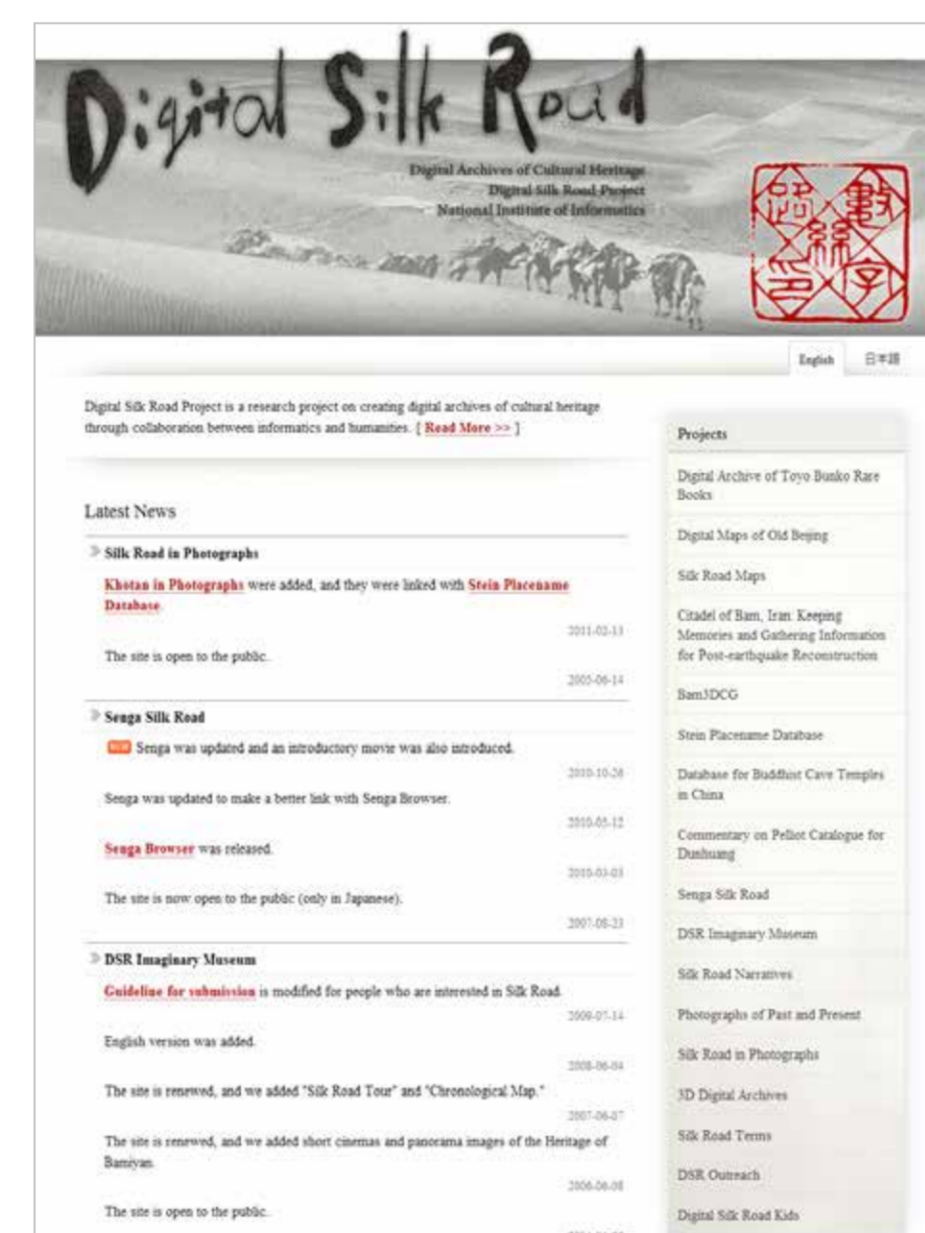 Digital Silk Road
Digital Archives of Cultural Heritage
Digital Silk Road Project
National Institute of Informatics
數字
絲
路印
English
日本語
Digital Silk Road Project is a research project on creating digital archives of cultural heritage
through collaboration between informatics and humanities. [ Read More >> ]
Latest News
Silk Road in Photographs
Khotan in Photographs were added, and they were linked with Stein Placename
Database.
2011-02-13
The site is open to the public.
2005-06-14
Senga Silk Road
NEW Senga was updated and an introductory movie was also introduced.
2010-10-26
Senga was updated to make a better link with Senga Browser.
2010-05-12
Senga Browser was released.
2010-03-03
The site is now open to the public (only in Japanese).
2007-08-23
DSR Imaginary Museum
Guideline for submission is modified for people who are interested in Silk Road.
2009-07-14
English version was added.
2008-06-04
The site is renewed, and we added "Silk Road Tour" and "Chronological Map."
2007-06-07
The site is renewed, and we added short cinemas and panorama images of the Heritage of
Bamiyan.
2006-06-08
The site is open to the public.
Projects
Digital Archive of Toyo Bunko Rare
Books
Digital Maps of Old Beijing
Silk Road Maps
Citadel of Bam, Iran: Keeping
Memories and Gathering Information
for Post-earthquake Reconstruction
Bam3DCG
Stein Placename Database
Database for Buddhist Cave Temples
in China
Commentary on Pelliot Catalogue for
Dunhuang
Senga Silk Road
DSR Imaginary Museum
Silk Road Narratives
Photographs of Past and Present
Silk Road in Photographs
3D Digital Archives
Silk Road Terms
DSR Outreach
Digital Silk Road Kids